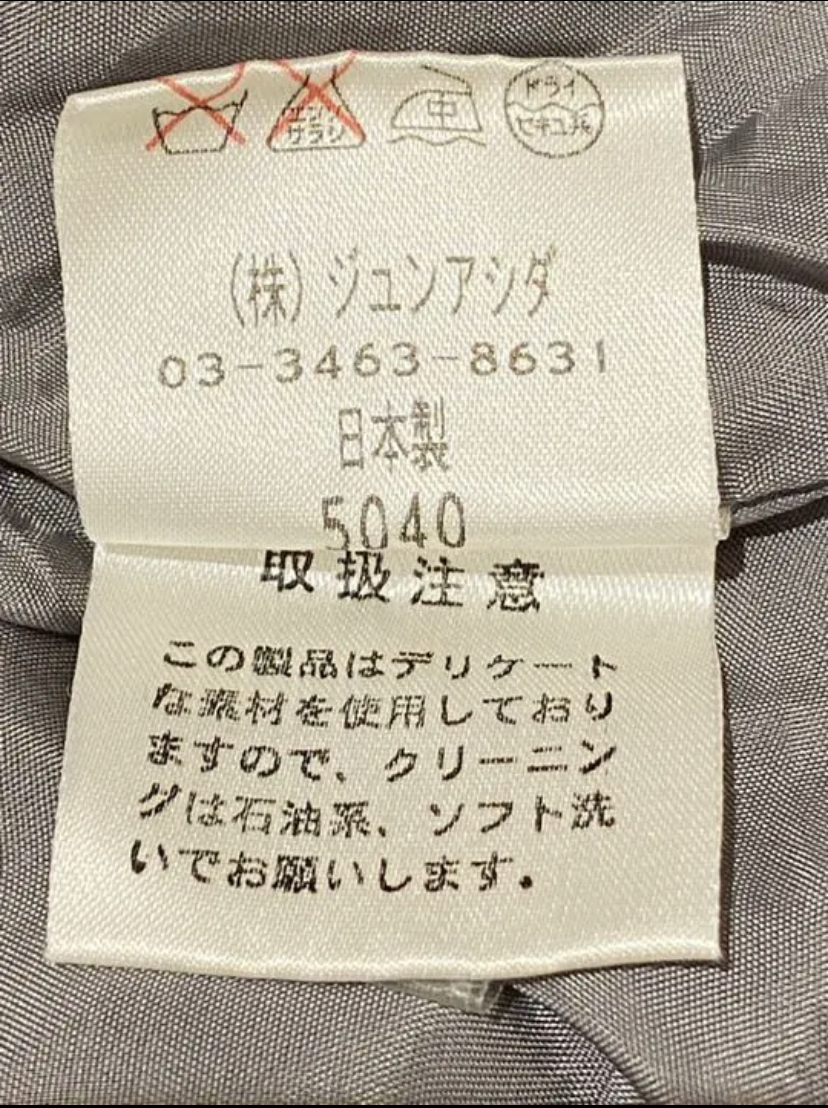 エンソ サラシ 中 ドライ セキユ系
(株) ジュンアシダ
03-3463-8631
日本製
5040
取扱注意
この製品はデリケート
な素材を使用しており
ますので、クリーニン
グは石油系、ソフト洗
いでお願いします。